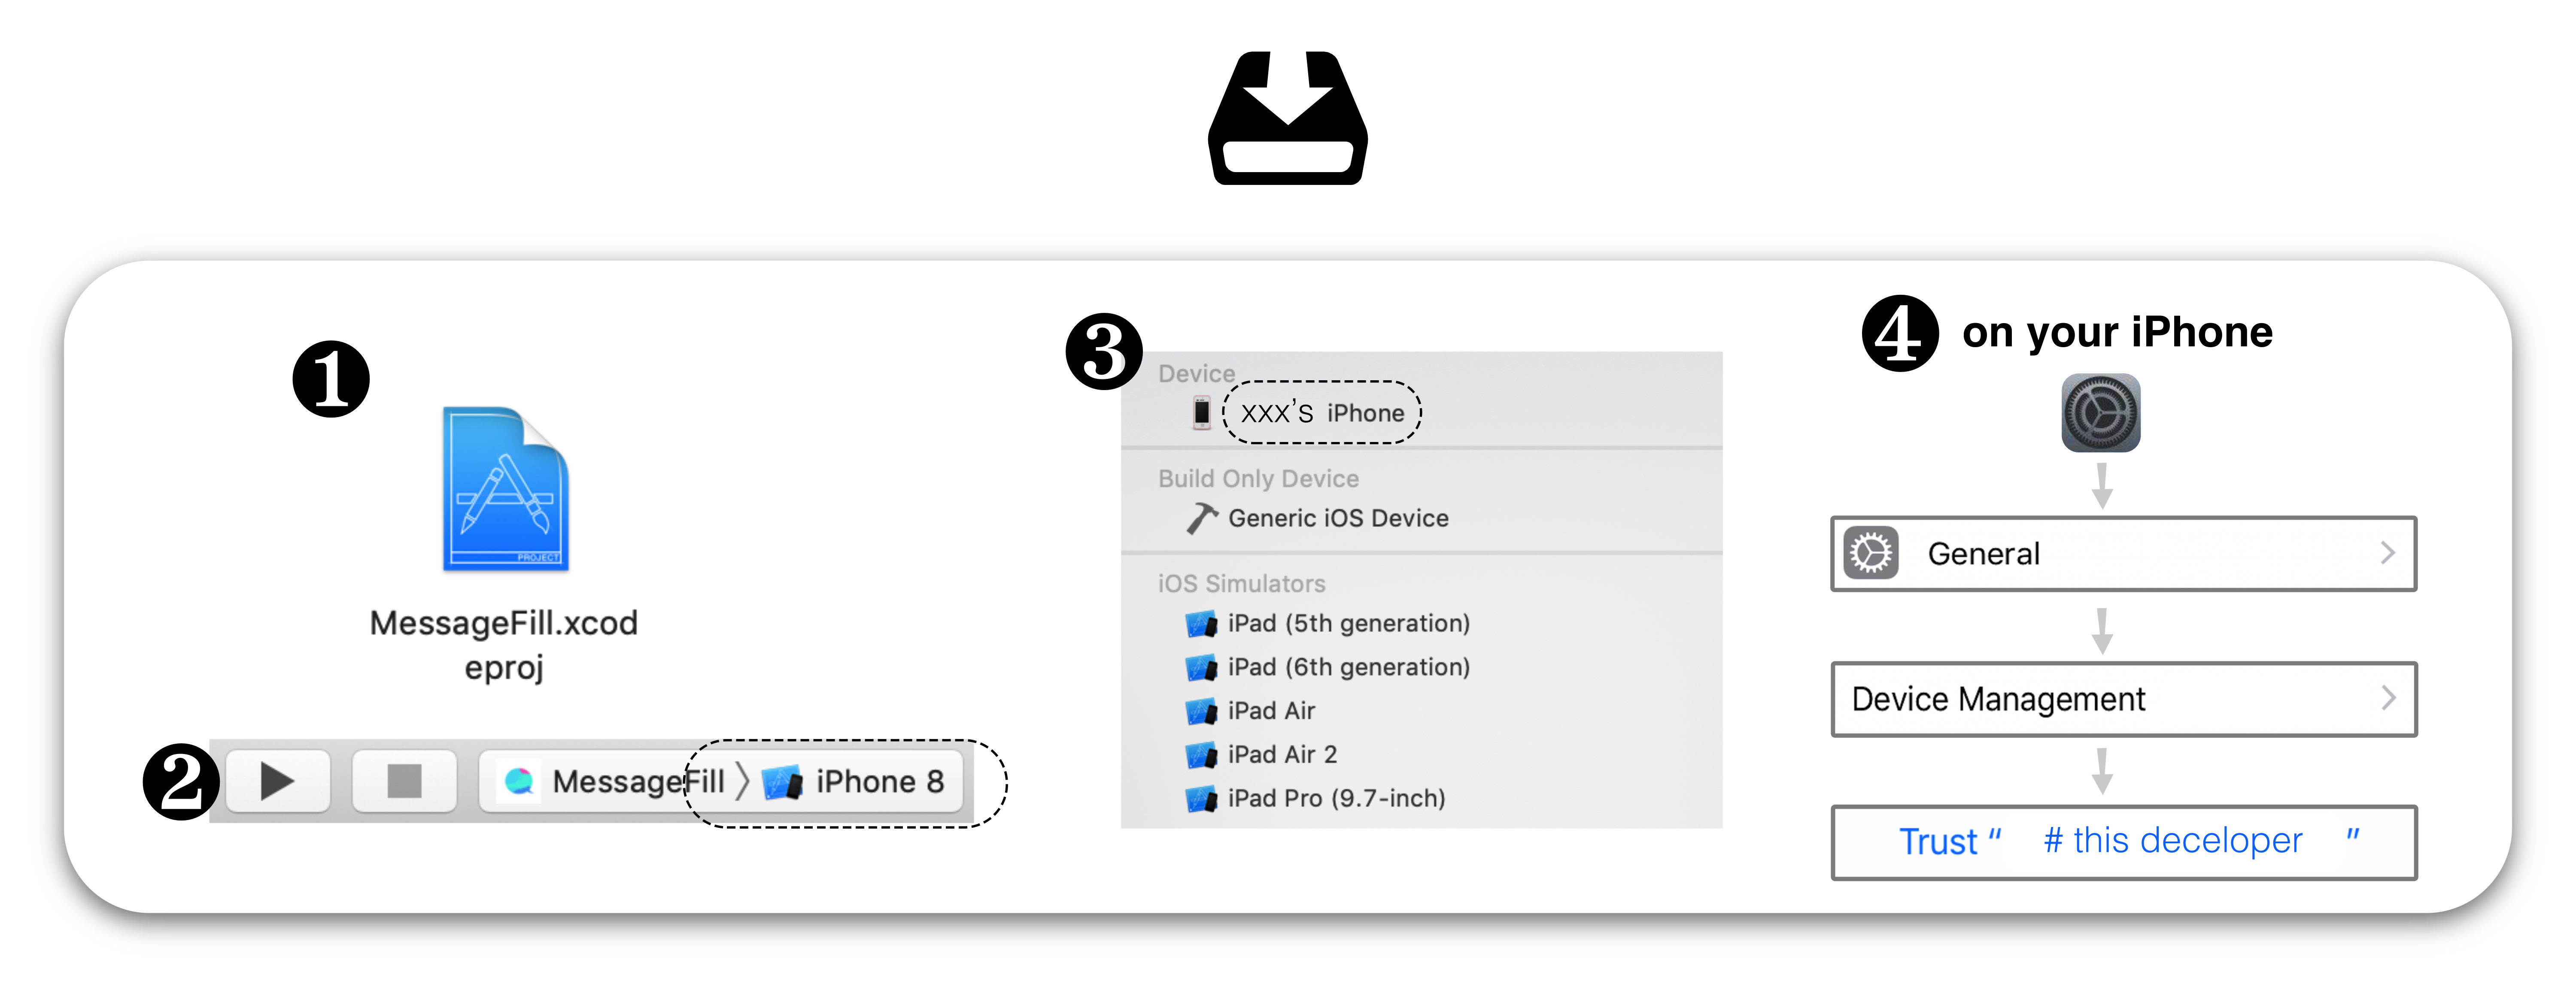 1
PROJECT
MessageFill.xcod
eproj
2
MessageFill 〉 iPhone 8
3
Device
xxx’s iPhone
Build Only Device
Generic iOS Device
iOS Simulators
iPad (5th generation)
iPad (6th generation)
iPad Air
iPad Air 2
iPad Pro (9.7-inch)
4 on your iPhone
General
Device Management
Trust “ # this deceloper ”